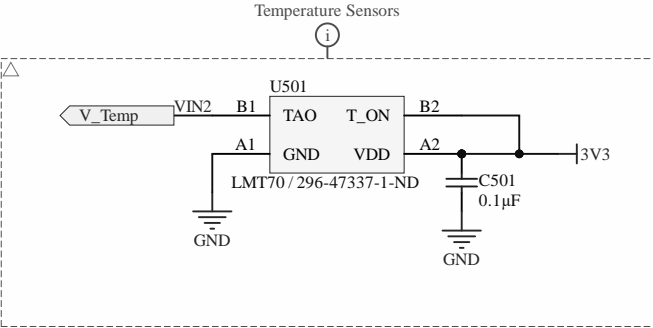 Temperature Sensors
i
U501
V_Temp VIN2 B1 TAO T_ON B2
A1 GND VDD A2 3V3
LMT70 / 296-47337-1-ND C501
0.1µF
GND
GND